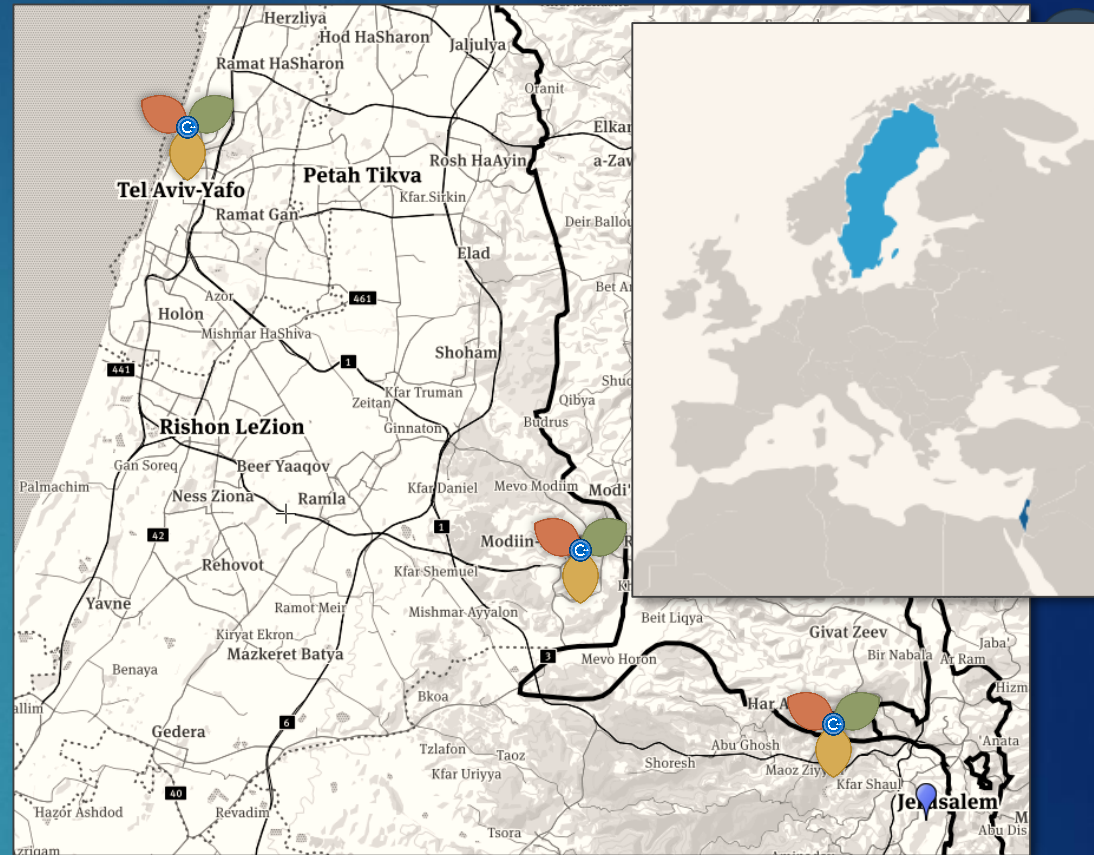 Herzliya
Hod HaSharon
Jaljulya
Ramat HaSharon
Oranit
Elkar
Rosh HaAyin
a-Zav
Petah Tikva
Tel Aviv-Yafo
Kfar Sirkin
Ramat Gan
Deir Ballou
Elad
Bet Ar
Azor
461
Holon
Mishmar HaShiva
Shoham
1
441
Shuq
Kfar Truman
Zeitan
Qibya
Budrus
Rishon LeZion
Ginnaton
Gan Soreq
Beer Yaaqov
Palmachim
Kfar Daniel
Mevo Modiim
Modi'
Ness Ziona
Ramla
1
42
Modiin-
R
Rehovot
Kfar Shemuel
Kh
Yavne
Ramot Meir
Mishmar Ayyalon
Beit Liqya
Kiryat Ekron
Givat Zeev
Jaba'
Mazkeret Batya
3
Mevo Horon
Bir Nabala
Ar Ram
Benaya
Hizm
Bkoa
Har A
allim
6
Gedera
Tzlafon
Taoz
Abu Ghosh
'Anata
Shoresh
Maoz Ziyy
Kfar Uriyya
Kfar Shaul
40
Jerusalem
Hazor Ashdod
Revadim
M
Tsora
Abu Dis